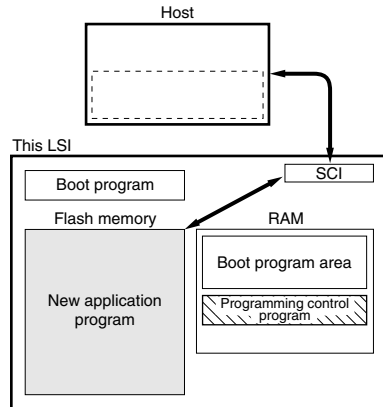 Host
This LSI
SCI
Boot program
Flash memory
RAM
Boot program area
New application
program
Programming control
program